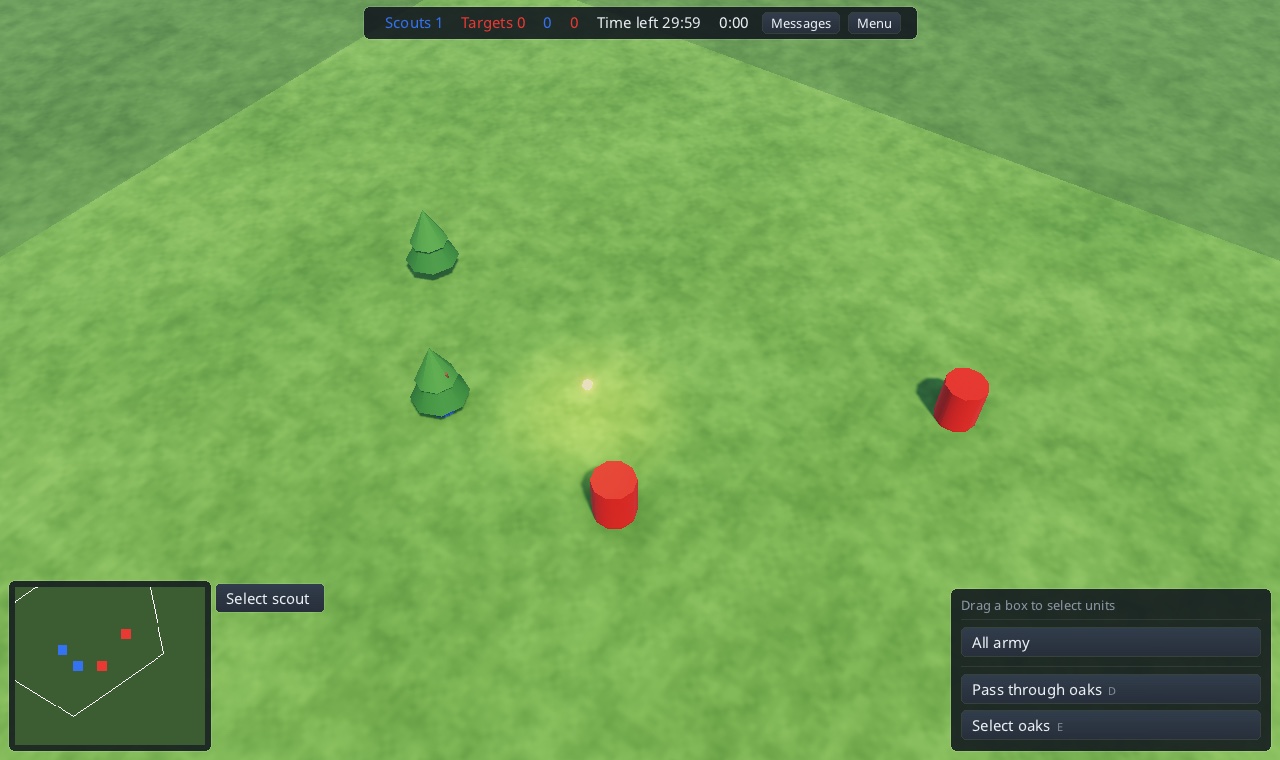 Scouts 1 Targets 0 0 0 Time left 29:59 0:00 Messages Menu
Select scout
Drag a box to select units
All army
Pass through oaks D
Select oaks E